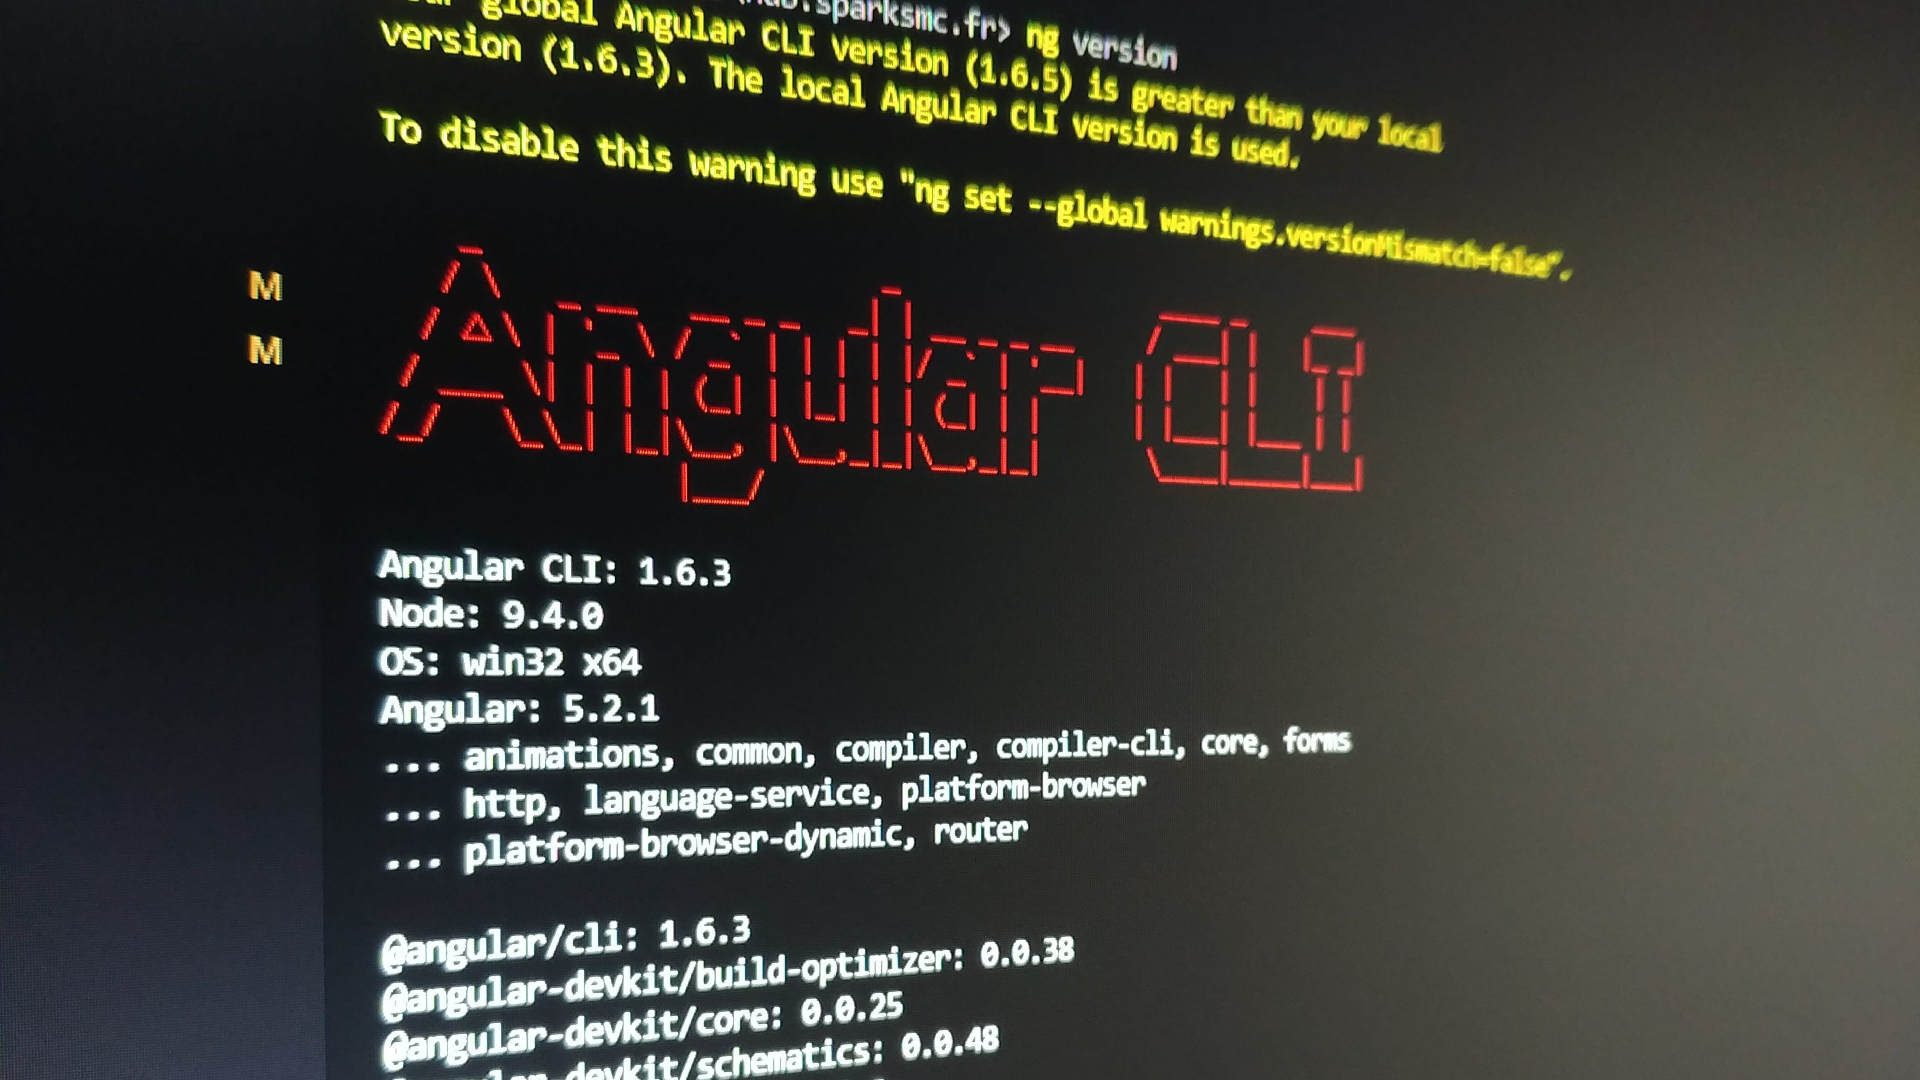 .sparksmc.fr> ng version
global Angular CLI version (1.6.5) is greater than your local
version (1.6.3). The local Angular CLI version is used.
To disable this warning use "ng set --global warnings.versionMismatch=false".
M
M
Angular CLI
Angular CLI: 1.6.3
Node: 9.4.0
OS: win32 x64
Angular: 5.2.1
... animations, common, compiler, compiler-cli, core, forms
... http, language-service, platform-browser
... platform-browser-dynamic, router
@angular/cli: 1.6.3
@angular-devkit/build-optimizer: 0.0.38
@angular-devkit/core: 0.0.25
@angular-devkit/schematics: 0.0.48